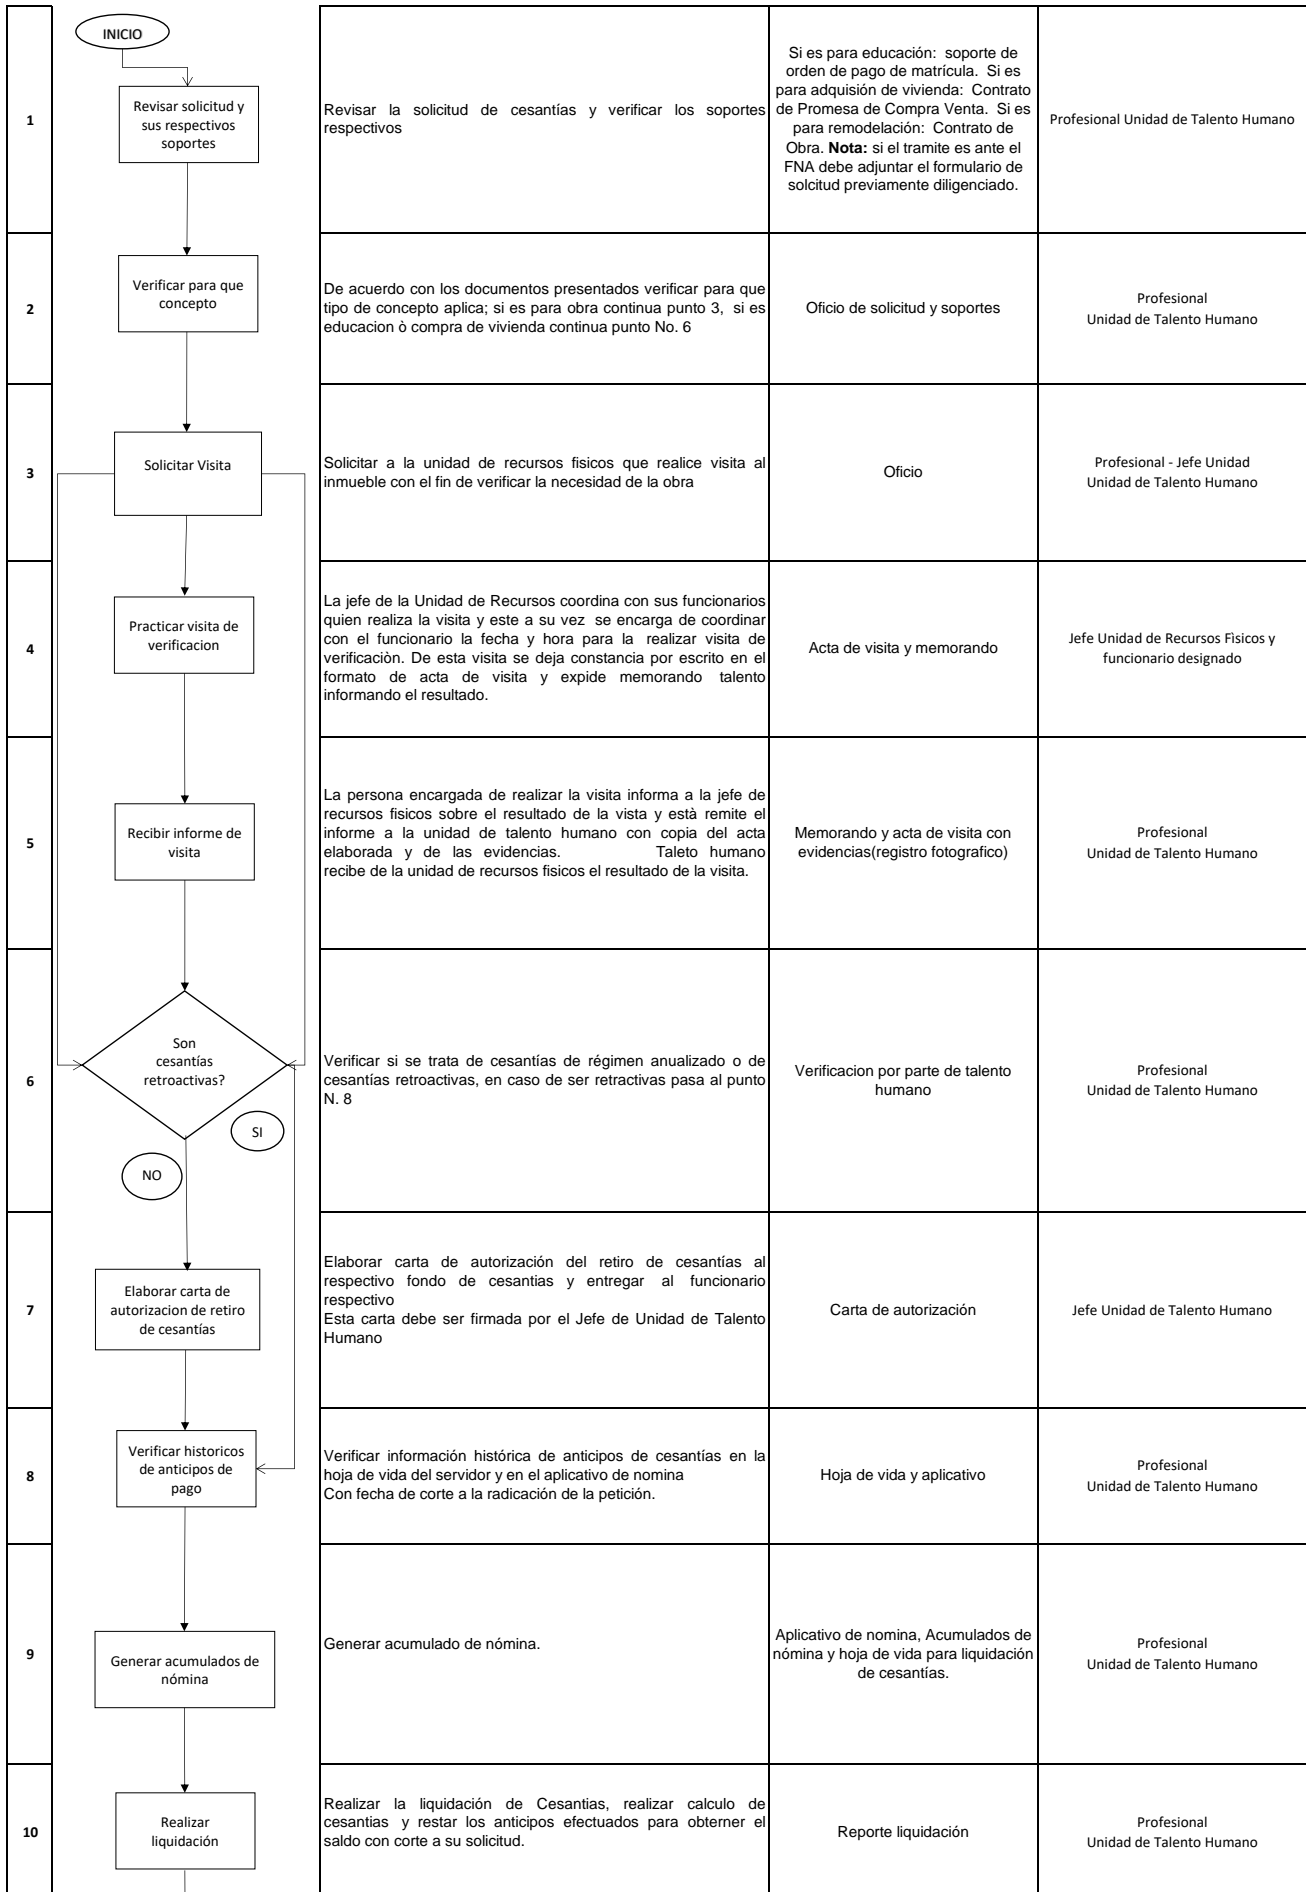 INICIO
1
Revisar solicitud y
sus respectivos
soportes
Revisar la solicitud de cesantías y verificar los soportes
respectivos
Si es para educación: soporte de
orden de pago de matrícula. Si es
para adquisión de vivienda: Contrato
de Promesa de Compra Venta. Si es
para remodelación: Contrato de
Obra. Nota: si el tramite es ante el
FNA debe adjuntar el formulario de
solcitud previamente diligenciado.
Profesional Unidad de Talento Humano
2
Verificar para que
concepto
De acuerdo con los documentos presentados verificar para que
tipo de concepto aplica; si es para obra continua punto 3, si es
educacion ò compra de vivienda continua punto No. 6
Oficio de solicitud y soportes
Profesional
Unidad de Talento Humano
3
Solicitar Visita
Solicitar a la unidad de recursos fisicos que realice visita al
inmueble con el fin de verificar la necesidad de la obra
Oficio
Profesional - Jefe Unidad
Unidad de Talento Humano
4
Practicar visita de
verificacion
La jefe de la Unidad de Recursos coordina con sus funcionarios
quien realiza la visita y este a su vez se encarga de coordinar
con el funcionario la fecha y hora para la realizar visita de
verificaciòn. De esta visita se deja constancia por escrito en el
formato de acta de visita y expide memorando talento
informando el resultado.
Acta de visita y memorando
Jefe Unidad de Recursos Fìsicos y
funcionario designado
5
Recibir informe de
visita
La persona encargada de realizar la visita informa a la jefe de
recursos fisicos sobre el resultado de la vista y està remite el
informe a la unidad de talento humano con copia del acta
elaborada y de las evidencias. Taleto humano
recibe de la unidad de recursos fisicos el resultado de la visita.
Memorando y acta de visita con
evidencias(registro fotografico)
Profesional
Unidad de Talento Humano
6
Son
cesantías
retroactivas?
SI
NO
Verificar si se trata de cesantías de régimen anualizado o de
cesantías retroactivas, en caso de ser retractivas pasa al punto
N. 8
Verificacion por parte de talento
humano
Profesional
Unidad de Talento Humano
7
Elaborar carta de
autorizacion de retiro
de cesantías
Elaborar carta de autorización del retiro de cesantías al
respectivo fondo de cesantias y entregar al funcionario
respectivo
Esta carta debe ser firmada por el Jefe de Unidad de Talento
Humano
Carta de autorización
Jefe Unidad de Talento Humano
8
Verificar historicos
de anticipos de
pago
Verificar información histórica de anticipos de cesantías en la
hoja de vida del servidor y en el aplicativo de nomina
Con fecha de corte a la radicación de la petición.
Hoja de vida y aplicativo
Profesional
Unidad de Talento Humano
9
Generar acumulados de
nómina
Generar acumulado de nómina.
Aplicativo de nomina, Acumulados de
nómina y hoja de vida para liquidación
de cesantías.
Profesional
Unidad de Talento Humano
10
Realizar
liquidación
Realizar la liquidación de Cesantias, realizar calculo de
cesantias y restar los anticipos efectuados para obterner el
saldo con corte a su solicitud.
Reporte liquidación
Profesional
Unidad de Talento Humano